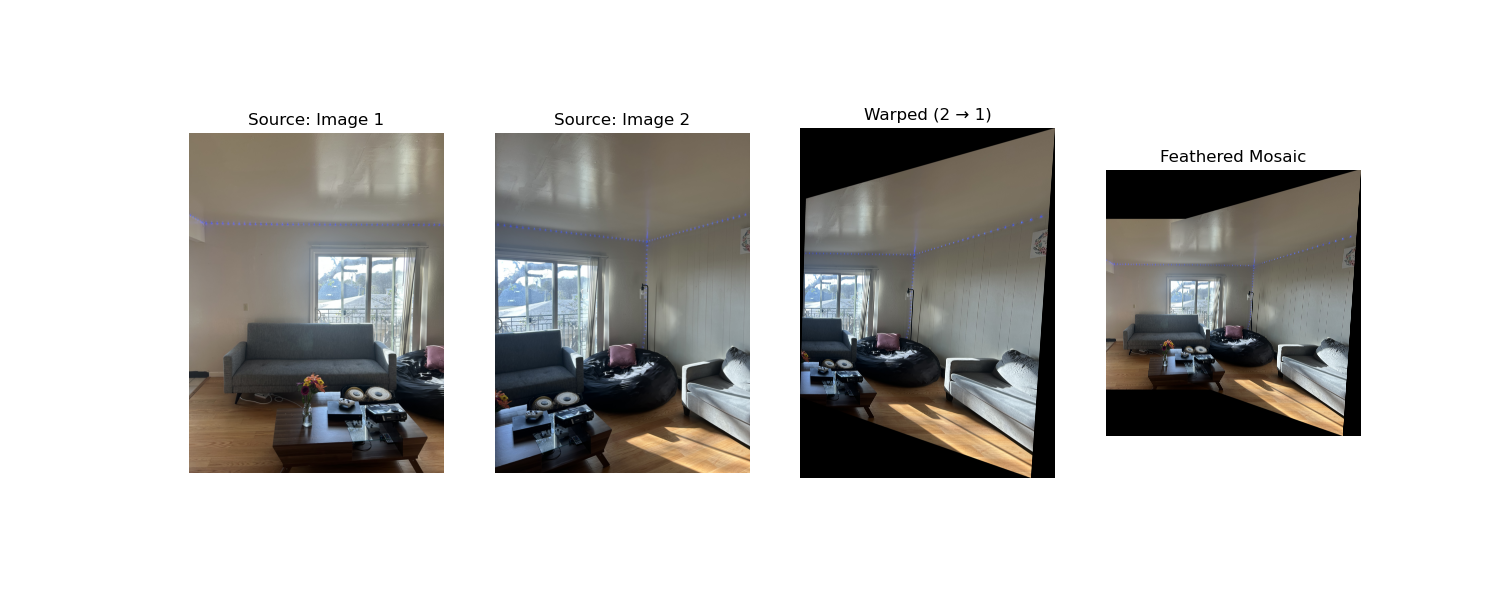 Source: Image 1
Source: Image 2
Warped (2 → 1)
Feathered Mosaic